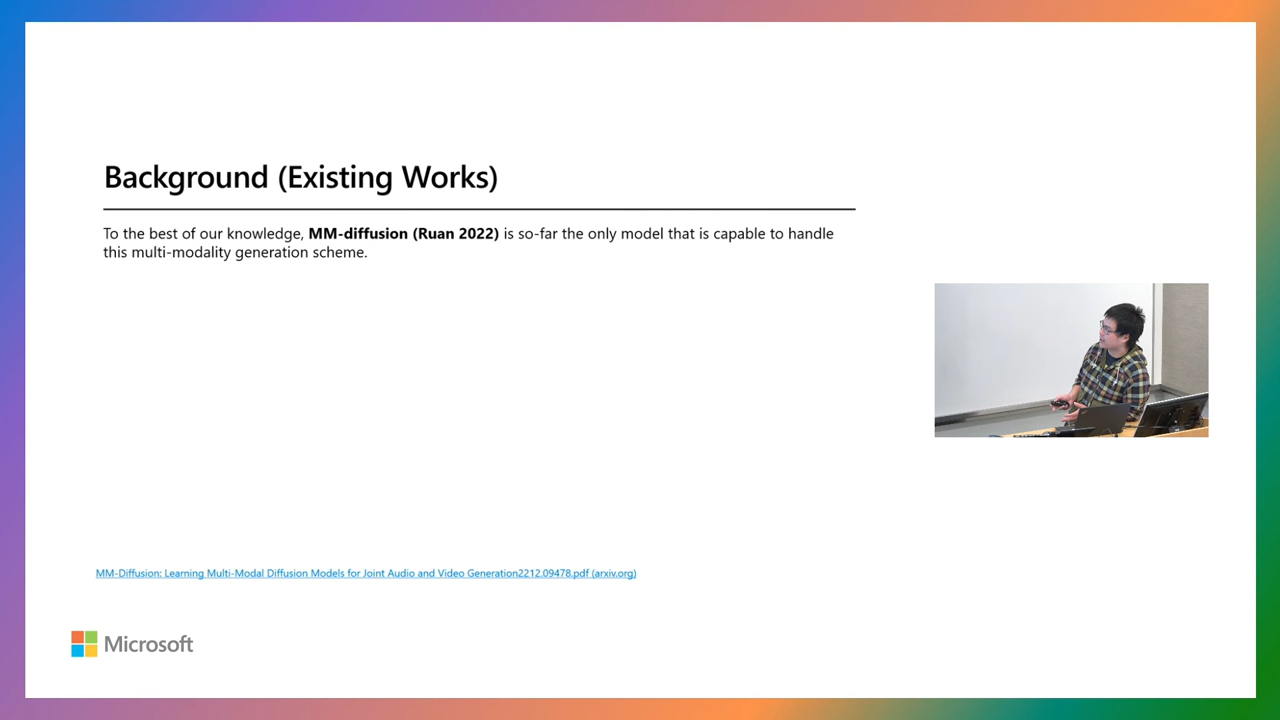 Background (Existing Works)
To the best of our knowledge, MM-diffusion (Ruan 2022) is so-far the only model that is capable to handle
this multi-modality generation scheme.
MM-Diffusion: Learning Multi-Modal Diffusion Models for Joint Audio and Video Generation2212.09478.pdf (arxiv.org)
Microsoft